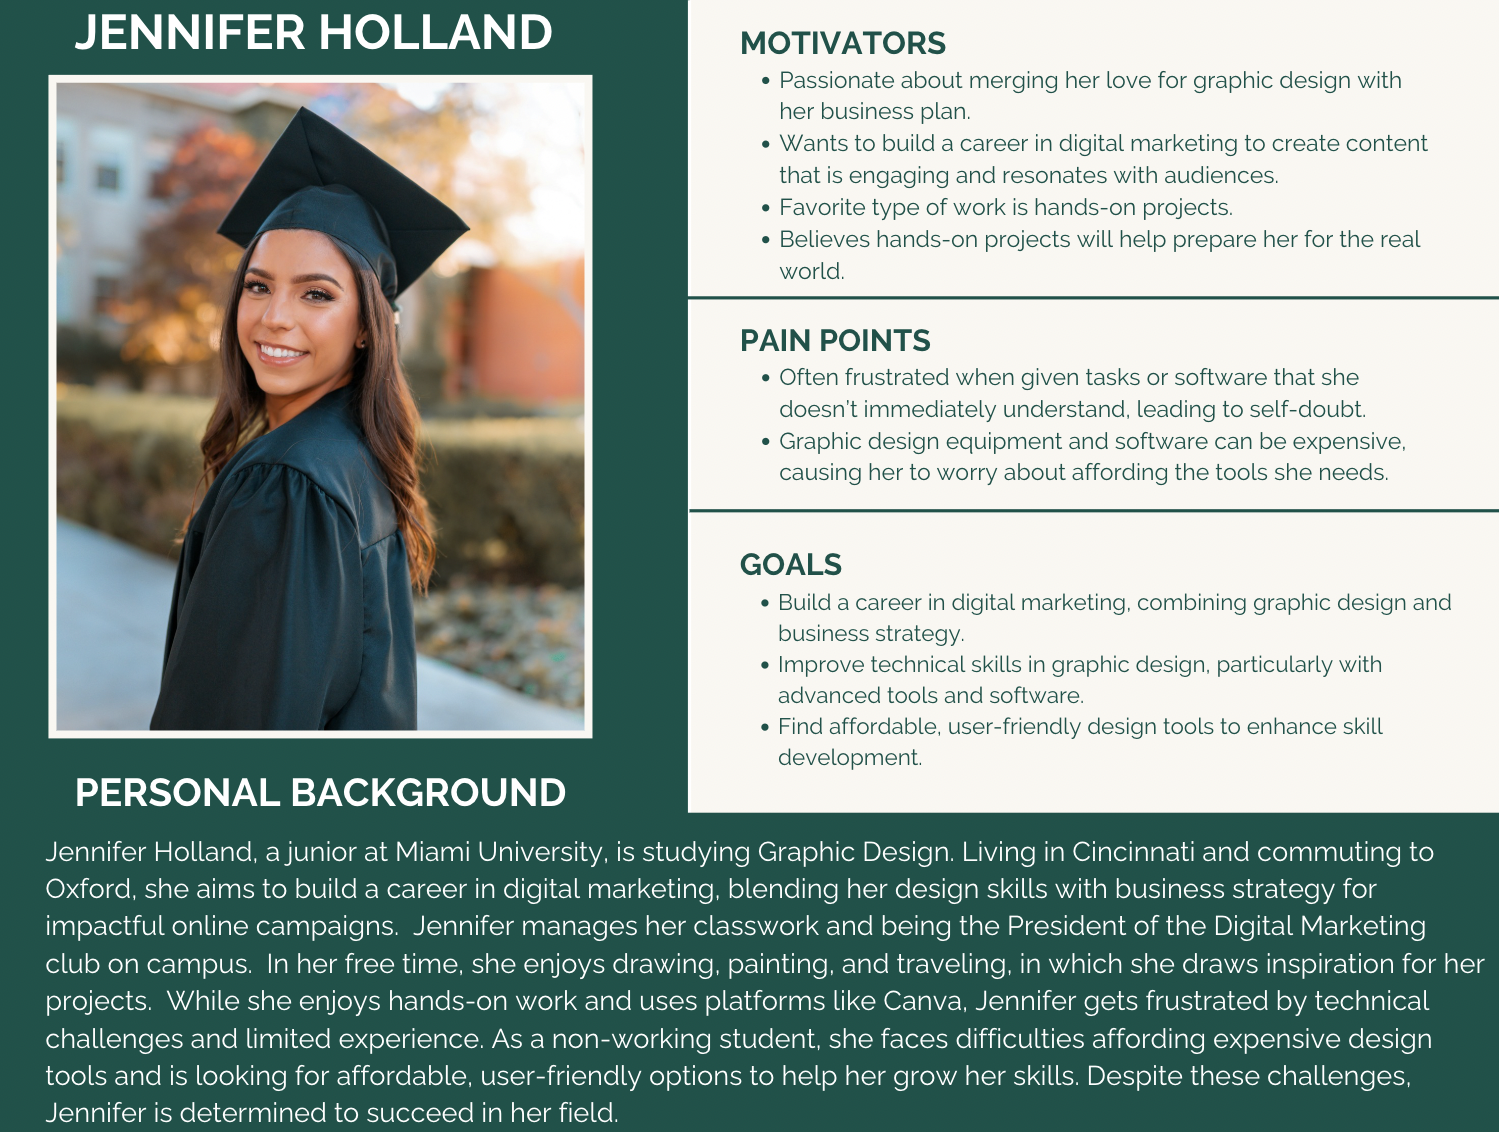 JENNIFER HOLLAND
MOTIVATORS
• Passionate about merging her love for graphic design with
her business plan.
• Wants to build a career in digital marketing to create content
that is engaging and resonates with audiences.
• Favorite type of work is hands-on projects.
• Believes hands-on projects will help prepare her for the real
world.
PAIN POINTS
• Often frustrated when given tasks or software that she
doesn’t immediately understand, leading to self-doubt.
• Graphic design equipment and software can be expensive,
causing her to worry about affording the tools she needs.
GOALS
• Build a career in digital marketing, combining graphic design and
business strategy.
• Improve technical skills in graphic design, particularly with
advanced tools and software.
• Find affordable, user-friendly design tools to enhance skill
development.
PERSONAL BACKGROUND
Jennifer Holland, a junior at Miami University, is studying Graphic Design. Living in Cincinnati and commuting to
Oxford, she aims to build a career in digital marketing, blending her design skills with business strategy for
impactful online campaigns.  Jennifer manages her classwork and being the President of the Digital Marketing
club on campus.  In her free time, she enjoys drawing, painting, and traveling, in which she draws inspiration for her
projects.  While she enjoys hands-on work and uses platforms like Canva, Jennifer gets frustrated by technical
challenges and limited experience. As a non-working student, she faces difficulties affording expensive design
tools and is looking for affordable, user-friendly options to help her grow her skills. Despite these challenges,
Jennifer is determined to succeed in her field.